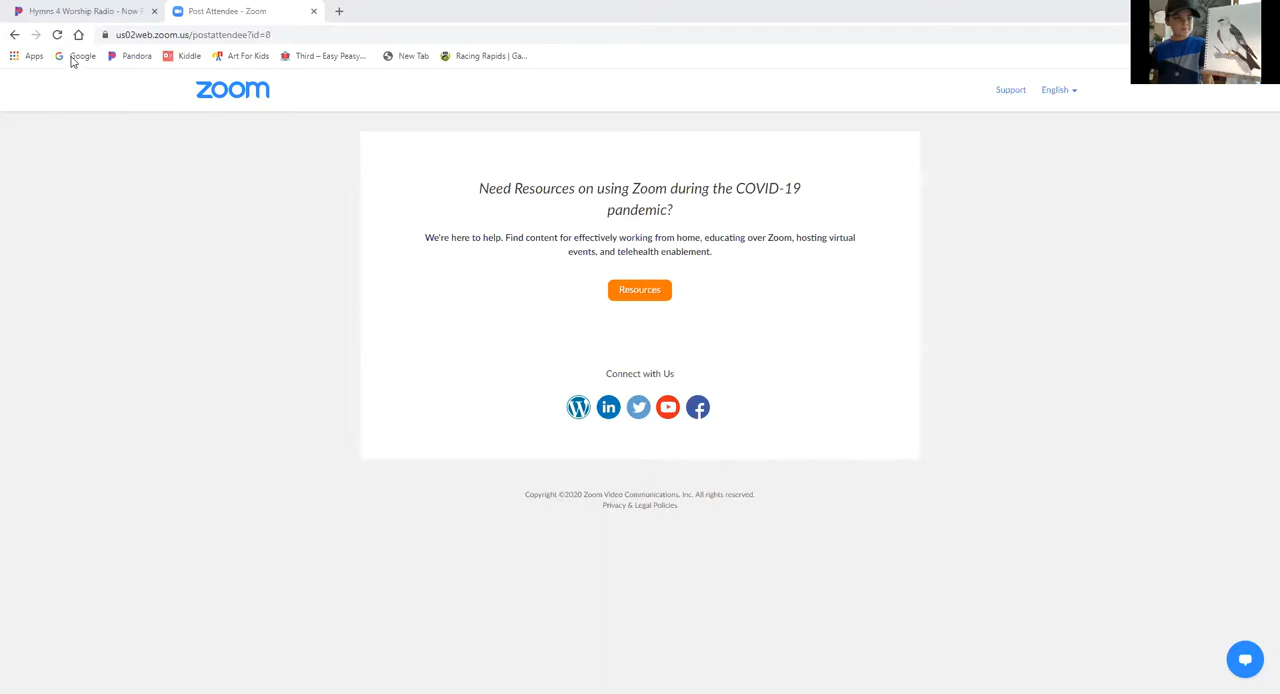 Hymns 4 Worship Radio - Now
Post Attendee - Zoom
us02web.zoom.us/postattendee?id=8
Apps Google Pandora Kiddle Art For Kids Third – Easy Peasy... New Tab Racing Rapids | Ga...
zoom
Support English
Need Resources on using Zoom during the COVID-19
pandemic?
We're here to help. Find content for effectively working from home, educating over Zoom, hosting virtual
events, and telehealth enablement.
Resources
Connect with Us
Copyright ©2020 Zoom Video Communications, Inc. All rights reserved.
Privacy & Legal Policies